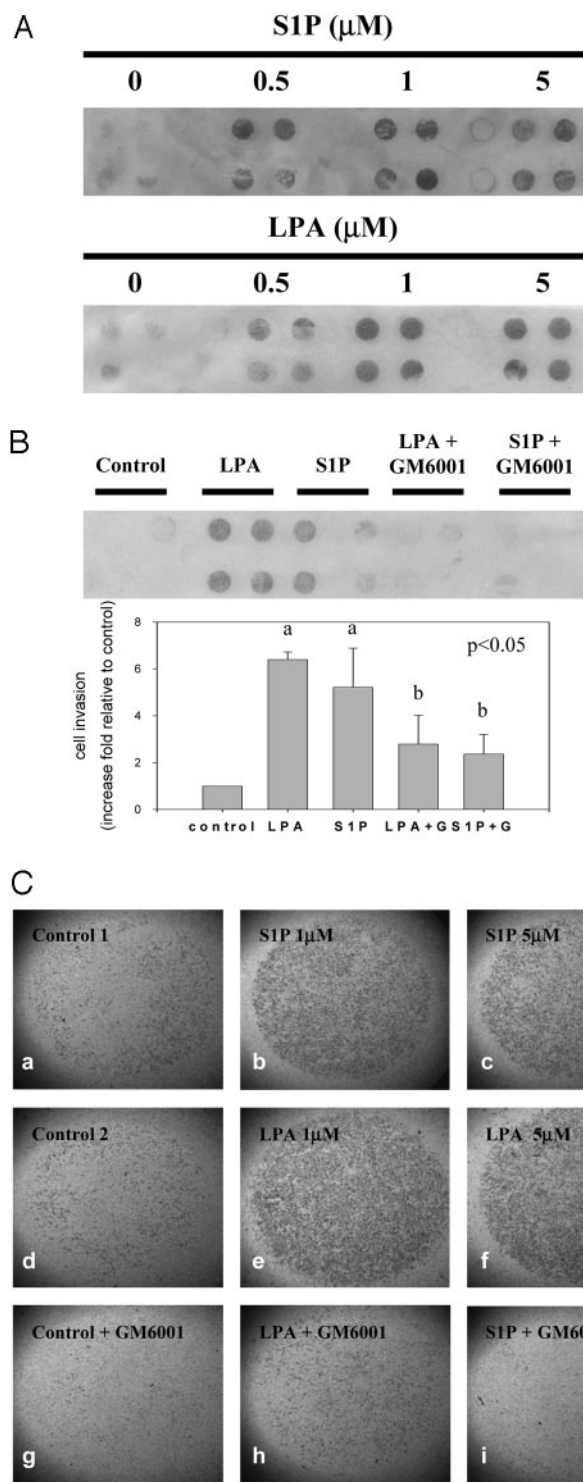 A
S1P (μM)
0 0.5 1 5
LPA (μM)
0 0.5 1 5
B
Control LPA S1P LPA + GM6001 S1P + GM6001
8
6
4
2
0
cell invasion
(increase fold relative to control)
a a b b
p<0.05
control LPA S1P LPA+G S1P+G
C
Control 1 S1P 1μM S1P 5μM
a b c
Control 2 LPA 1μM LPA 5μM
d e f
Control + GM6001 LPA + GM6001 S1P + GM60
g h i